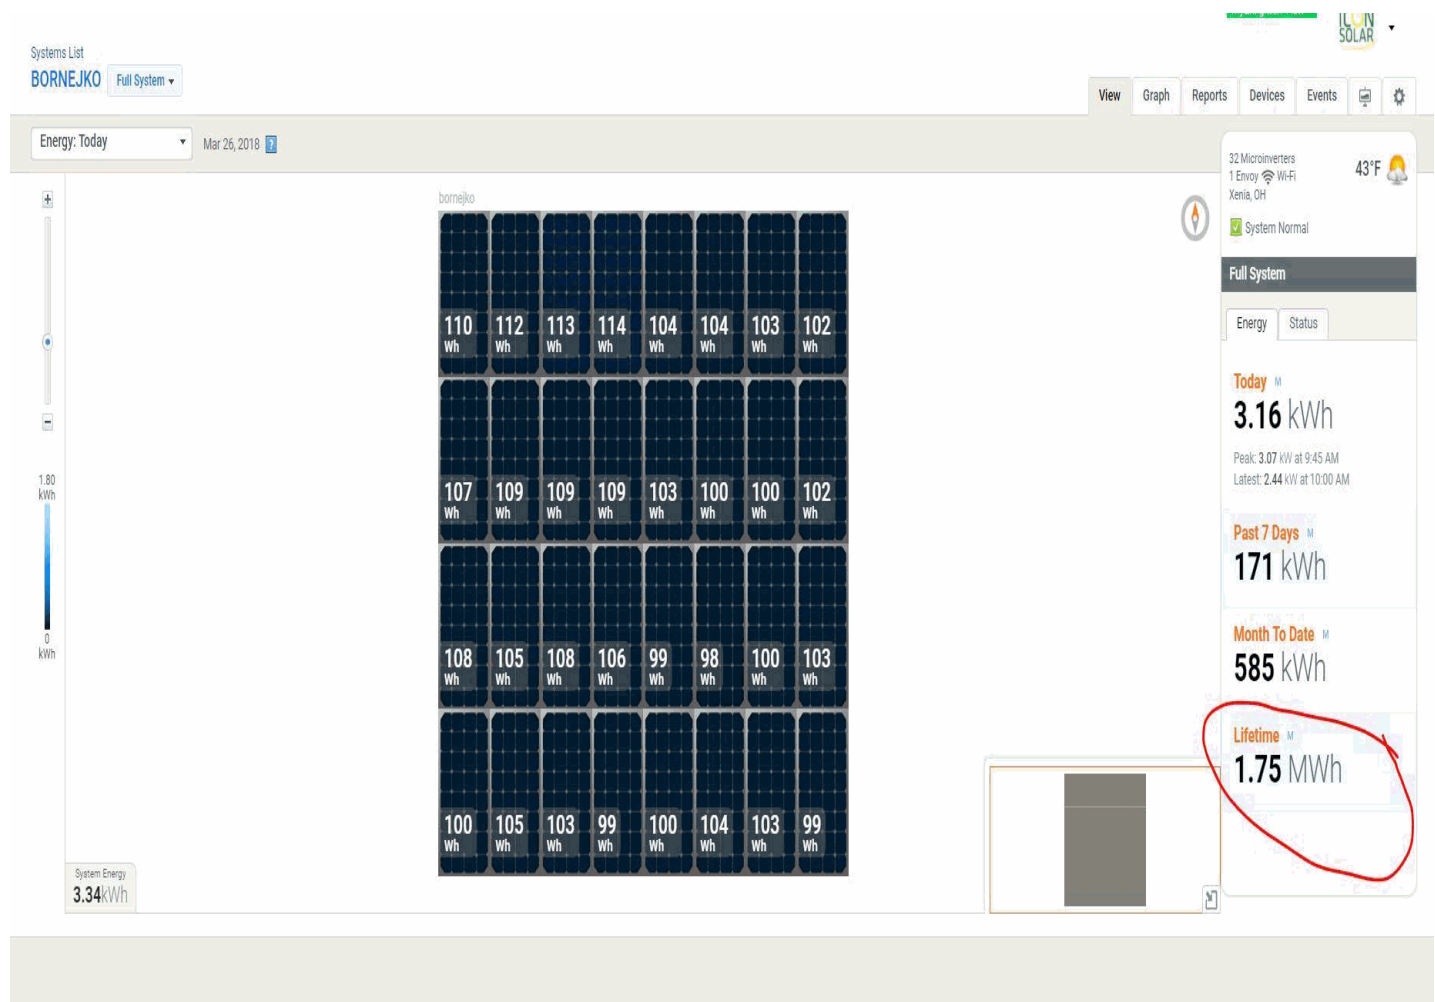 ICON
SOLAR
Systems List
BORNEJKO Full System
View Graph Reports Devices Events
Energy: Today Mar 26, 2018 ?
32 Microinverters
1 Envoy Wi-Fi
Xenia, OH
43°F
System Normal
Full System
Energy Status
Today M
3.16 kWh
Peak: 3.07 kW at 9:45 AM
Latest: 2.44 kW at 10:00 AM
Past 7 Days M
171 kWh
Month To Date M
585 kWh
Lifetime M
1.75 MWh
bornejko
110 112 113 114 104 104 103 102
Wh Wh Wh Wh Wh Wh Wh Wh
107 109 109 109 103 100 100 102
Wh Wh Wh Wh Wh Wh Wh Wh
108 105 108 106 99 98 100 103
Wh Wh Wh Wh Wh Wh Wh Wh
100 105 103 99 100 104 103 99
Wh Wh Wh Wh Wh Wh Wh Wh
1.80
kWh
0
kWh
System Energy
3.34kWh